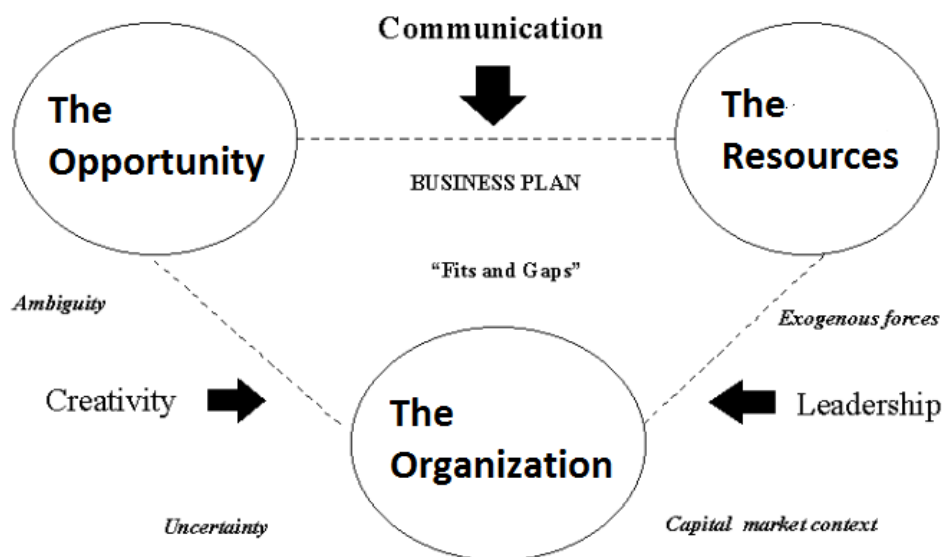 Communication
The
Opportunity
The
Resources
BUSINESS PLAN
“Fits and Gaps”
Ambiguity
Exogenous forces
Creativity
Leadership
The
Organization
Uncertainty
Capital market context